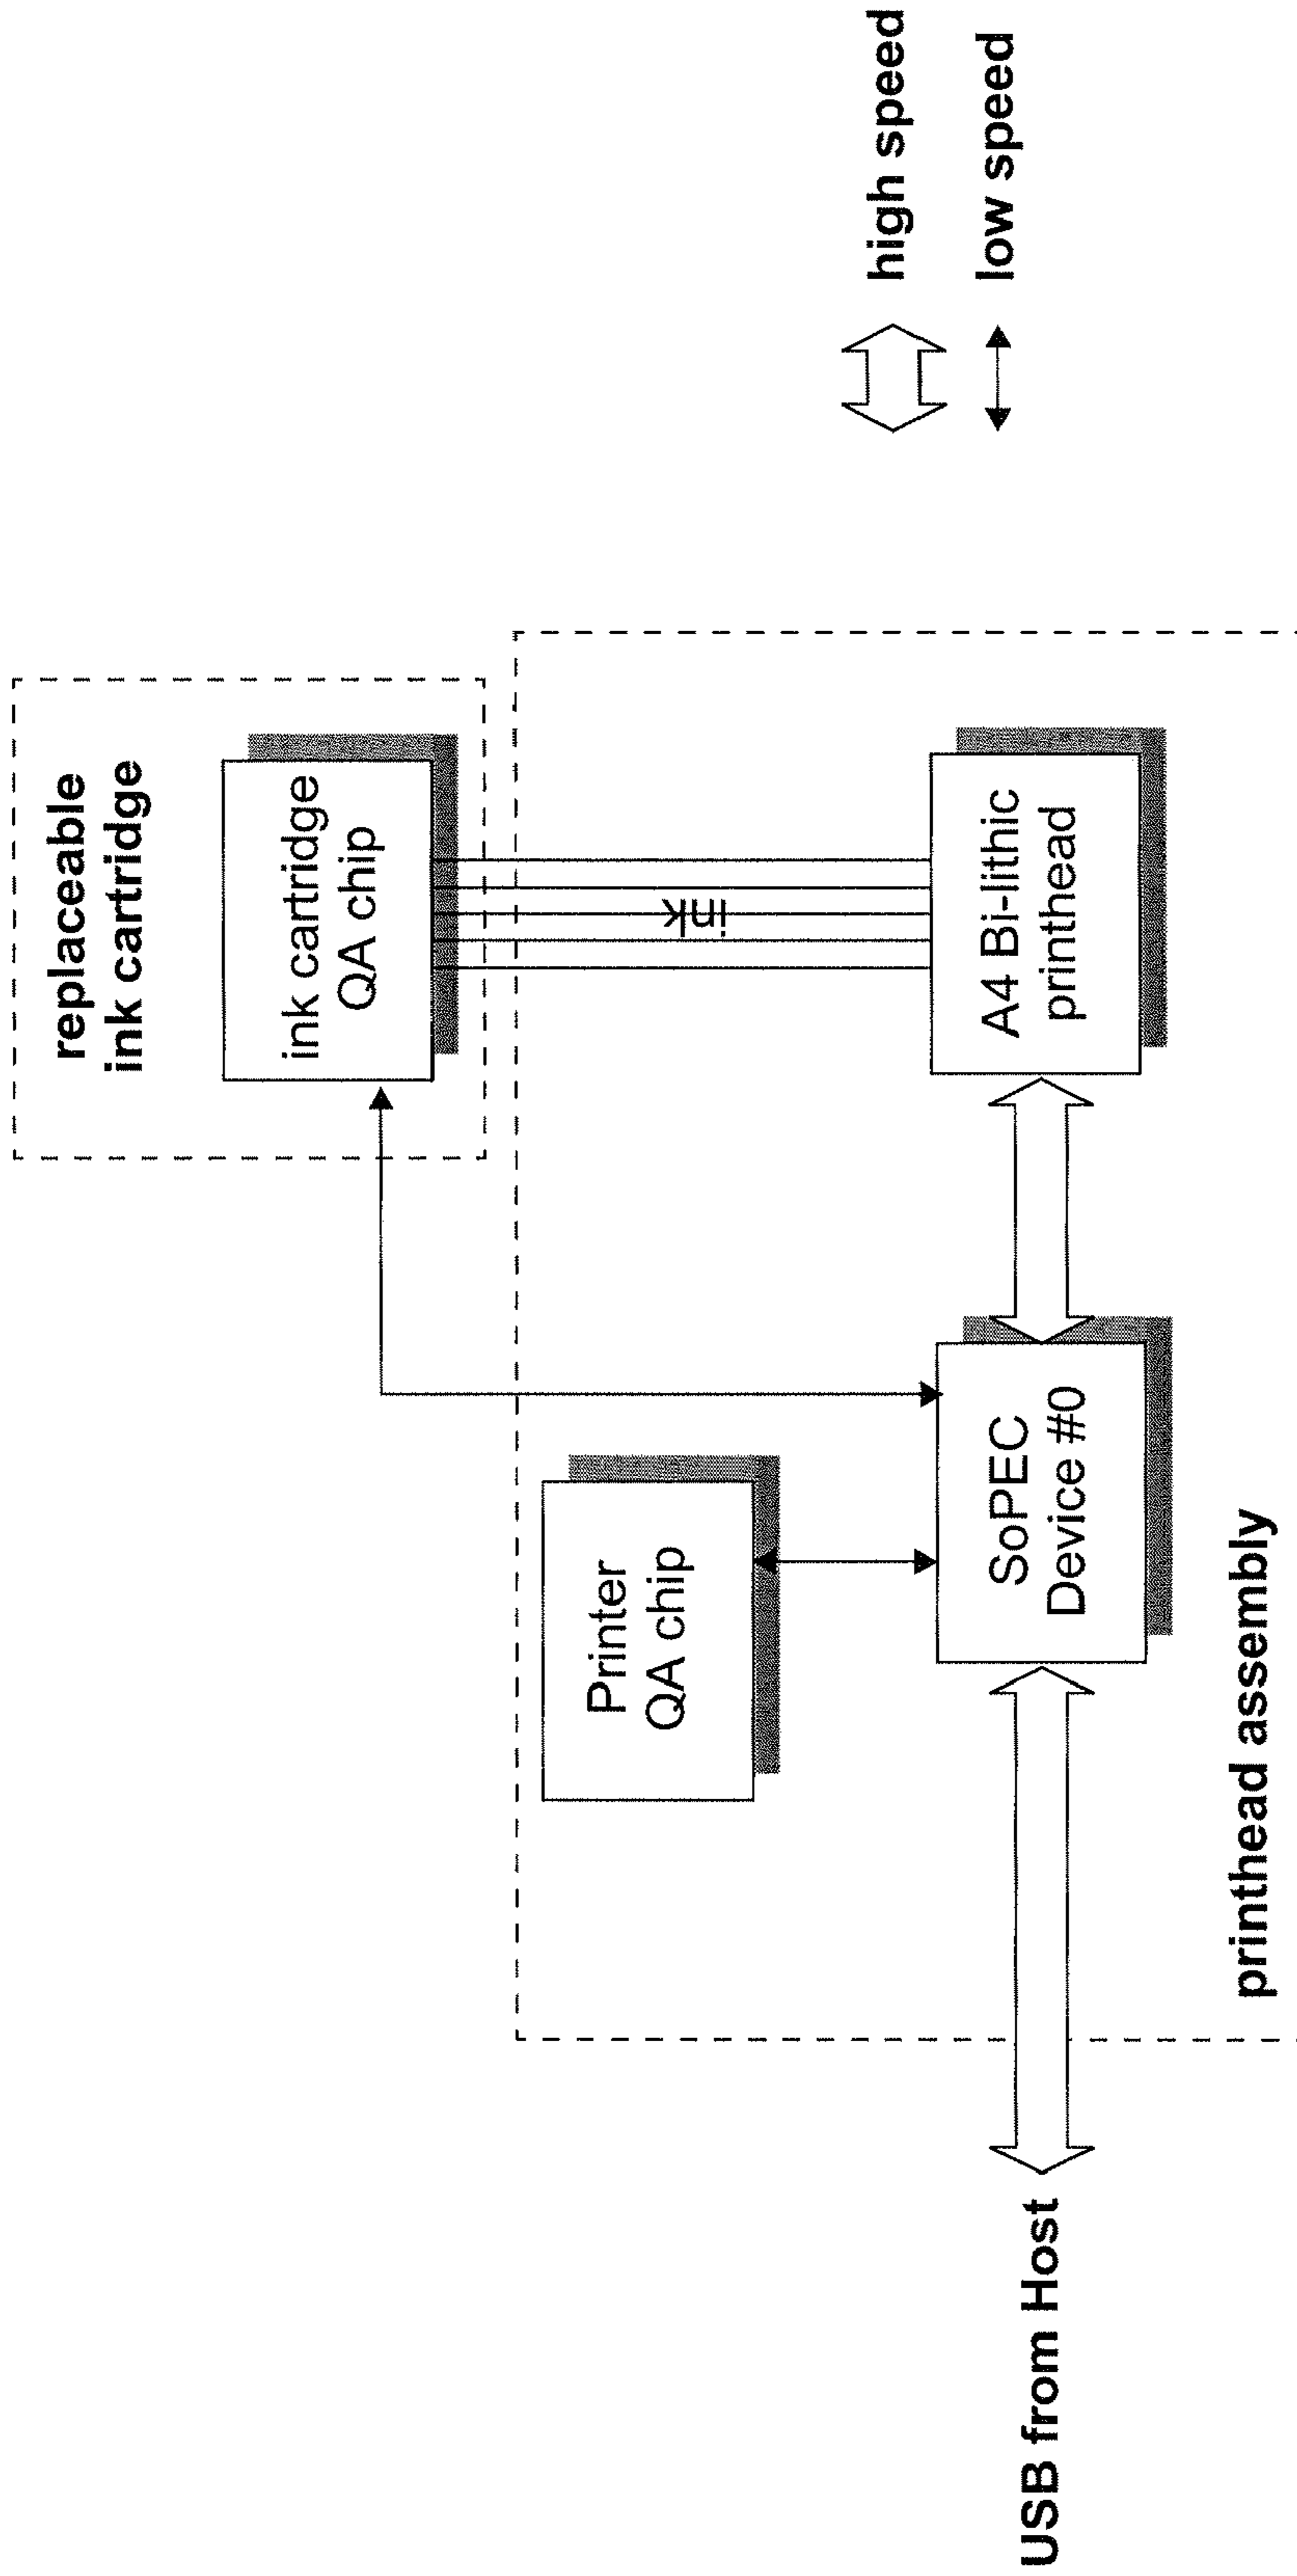 replaceable
ink cartridge
ink cartridge
QA chip
ink
Printer
QA chip
SoPEC
Device #0
A4 Bi-lithic
printhead
USB from Host
printhead assembly
high speed
low speed